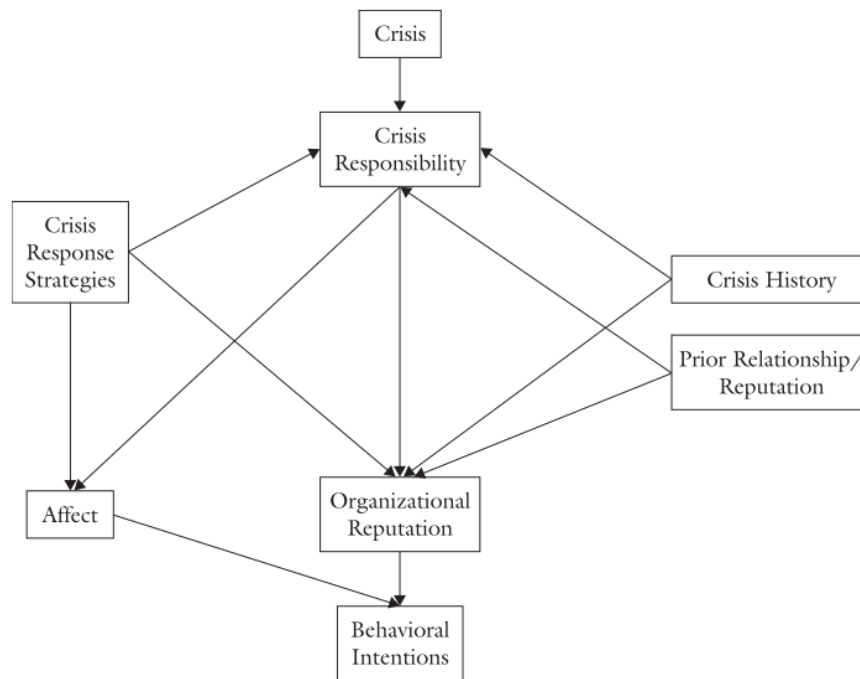 Crisis
Crisis
Responsibility
Crisis
Response
Strategies
Crisis History
Prior Relationship/
Reputation
Affect
Organizational
Reputation
Behavioral
Intentions